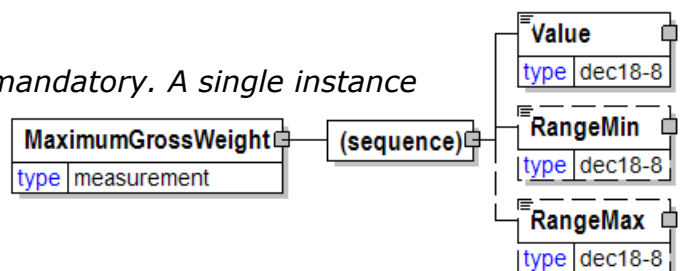 Value
type dec18-8
mandatory. A single instance
RangeMin
MaximumGrossWeight (sequence)
type measurement
type dec18-8
RangeMax
type dec18-8